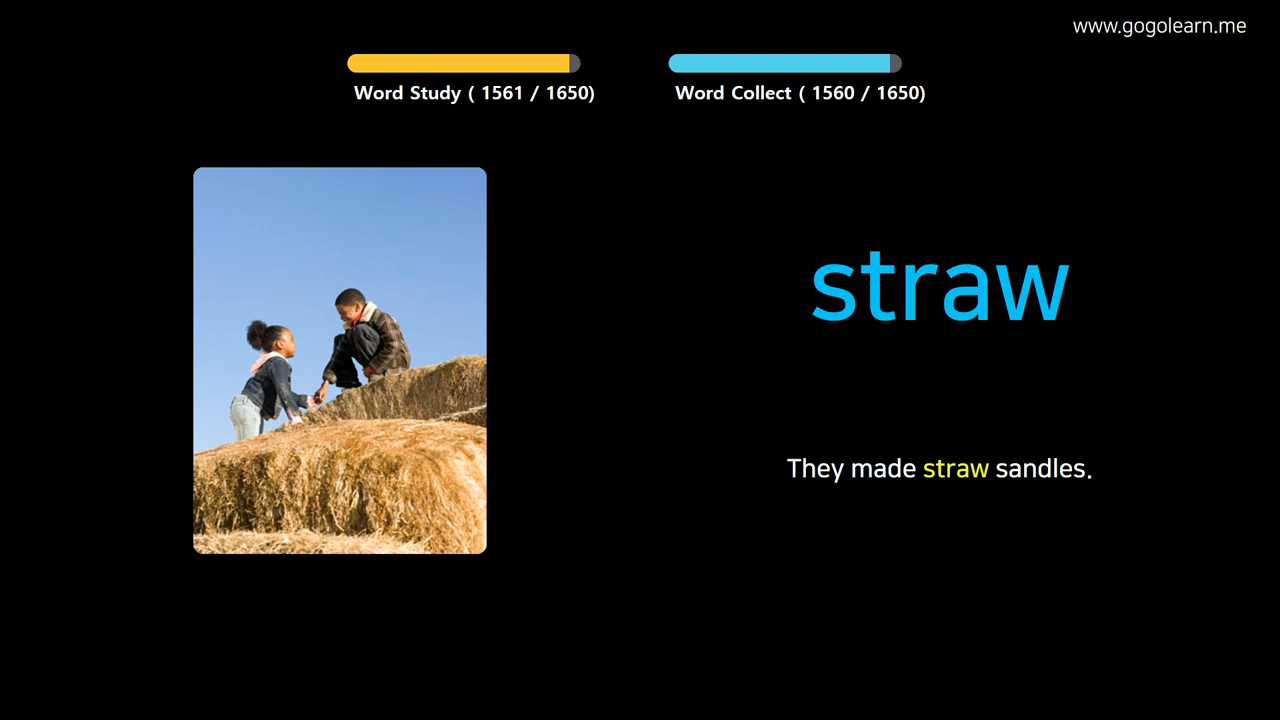 www.gogolearn.me
Word Study ( 1561 / 1650)
Word Collect ( 1560 / 1650)
straw
They made straw sandles.